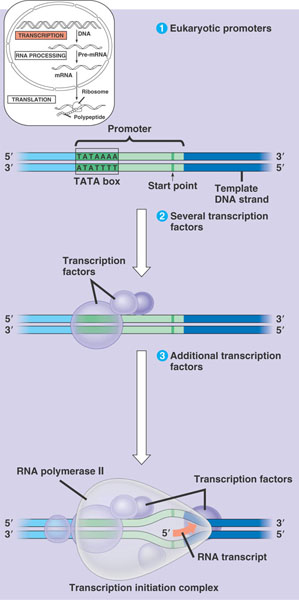 TRANSCRIPTION
DNA
RNA PROCESSING
Pre-mRNA
mRNA
Ribosome
TRANSLATION
Polypeptide
1 Eukaryotic promoters
Promoter
5′ 3′
TATAAAA
ATATTTT
3′ 5′
TATA box
Start point
Template
DNA strand
2 Several transcription
factors
Transcription
factors
5′ 3′
3′ 5′
3 Additional transcription
factors
RNA polymerase II
Transcription factors
5′ 3′
5′
3′ 5′
RNA transcript
Transcription initiation complex